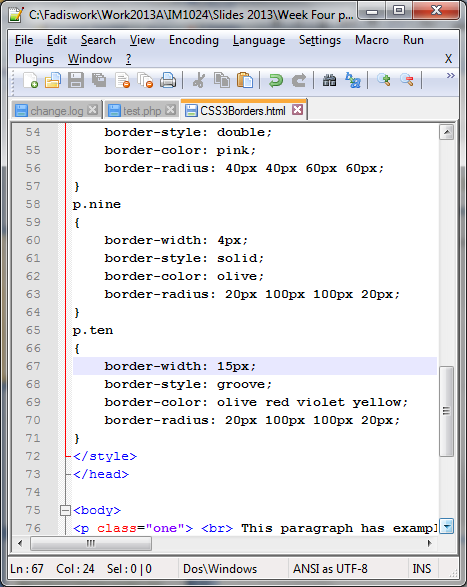 C:\Fadiswork\Work2013A\IM1024\Slides 2013\Week Four p...
File Edit Search View Encoding Language Settings Macro Run
Plugins Window ? X
change.log test.php CSS3Borders.html
54 border-style: double;
55 border-color: pink;
56 border-radius: 40px 40px 60px 60px;
57 }
58 p.nine
59 {
60 border-width: 4px;
61 border-style: solid;
62 border-color: olive;
63 border-radius: 20px 100px 100px 20px;
64 }
65 p.ten
66 {
67 border-width: 15px;
68 border-style: groove;
69 border-color: olive red violet yellow;
70 border-radius: 20px 100px 100px 20px;
71 }
72 </style>
73 </head>
74
75 <body>
76 <p class="one"> <br> This paragraph has exampl
Ln : 67 Col : 24 Sel : 0 | 0 Dos\Windows ANSI as UTF-8 INS